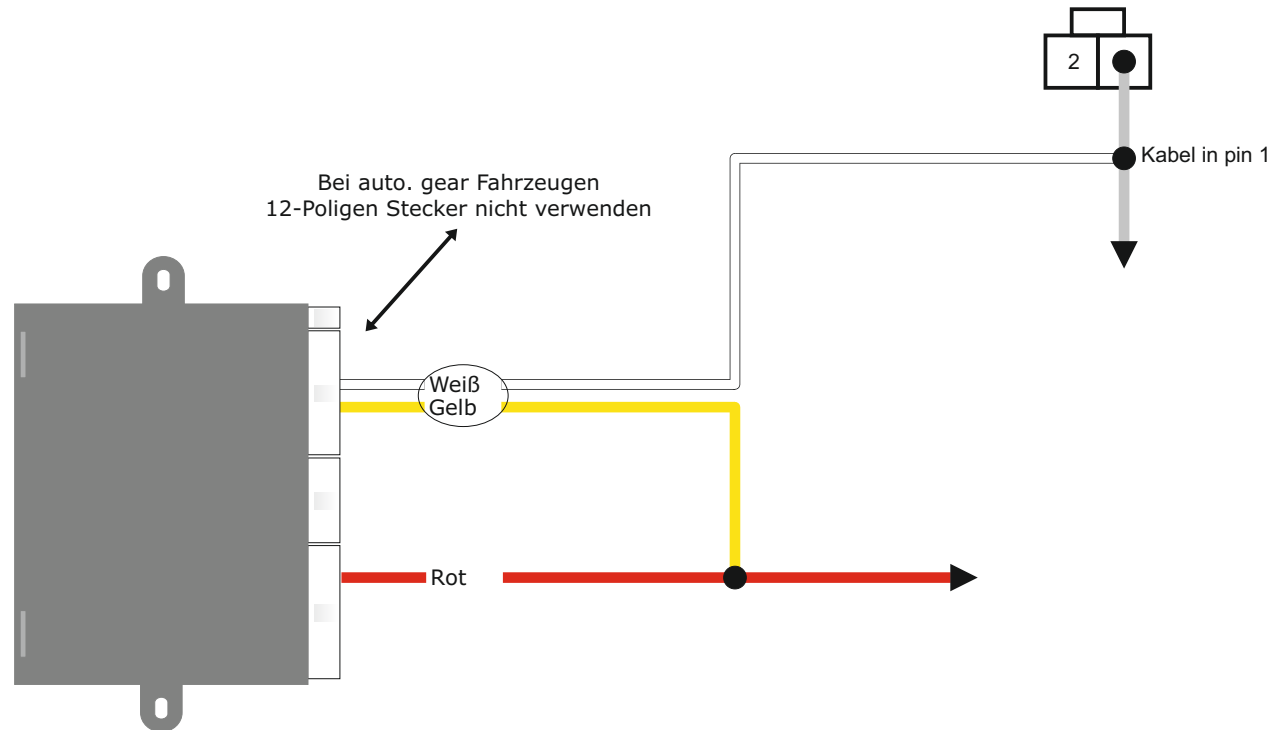 2
Kabel in pin 1
Bei auto. gear Fahrzeugen
12-Poligen Stecker nicht verwenden
Weiß
Gelb
Rot